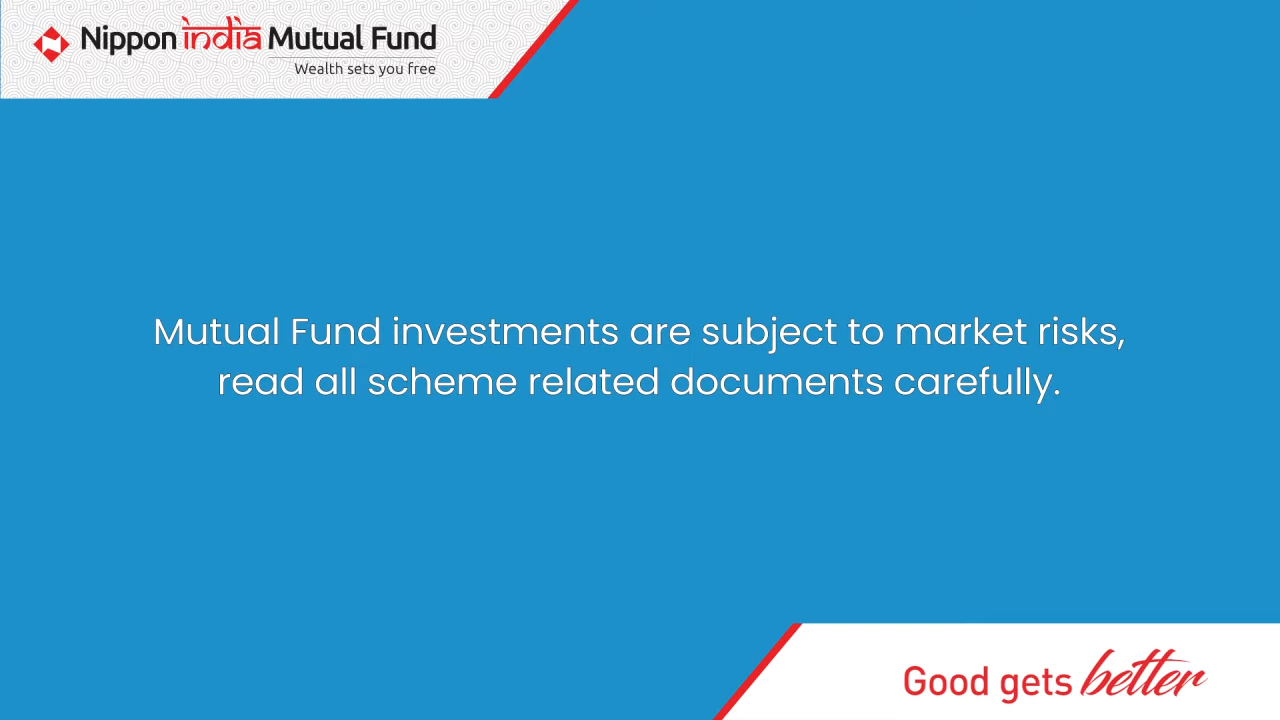 Nippon india Mutual Fund
Wealth sets you free
Mutual Fund investments are subject to market risks,
read all scheme related documents carefully.
Good gets better